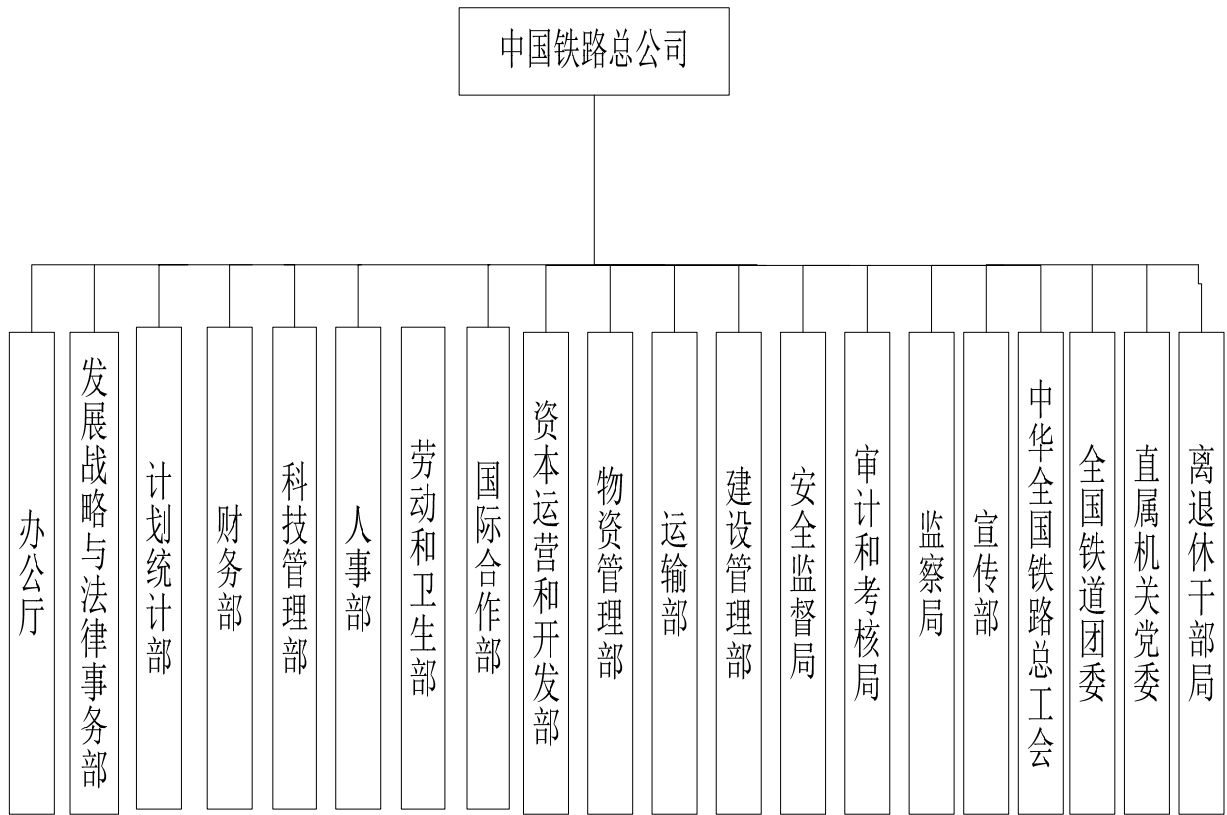 中国铁路总公司
办公厅
发展战略与法律事务部
计划统计部
财务部
科技管理部
人事部
劳动和卫生部
国际合作部
资本运营和开发部
物资管理部
运输部
建设管理部
安全监督局
审计和考核局
监察局
宣传部
中华全国铁路总工会
全国铁道团委
直属机关党委
离退休干部局